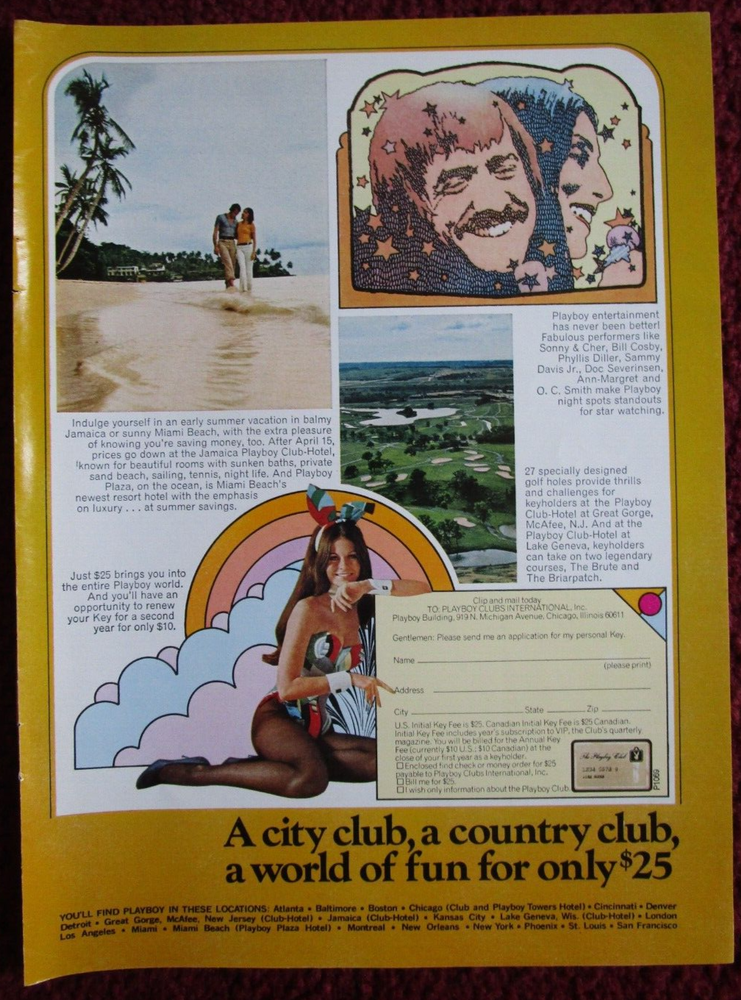 Playboy entertainment
has never been better!
Fabulous performers like
Sonny & Cher, Bill Cosby,
Phyllis Diller, Sammy
Davis Jr., Doc Severinsen,
Ann-Margret and
O. C. Smith make Playboy
night spots standouts
for star watching.
Indulge yourself in an early summer vacation in balmy
Jamaica or sunny Miami Beach, with the extra pleasure
of knowing you're saving money, too. After April 15,
prices go down at the Jamaica Playboy Club-Hotel,
known for beautiful rooms with sunken baths, private
sand beach, sailing, tennis, night life. And Playboy
Plaza, on the ocean, is Miami Beach's
newest resort hotel with the emphasis
on luxury . . . at summer savings.
27 specially designed
golf holes provide thrills
and challenges for
keyholders at the Playboy
Club-Hotel at Great Gorge,
McAfee, N.J. And at the
Playboy Club-Hotel at
Lake Geneva, keyholders
can take on two legendary
courses, The Brute and
The Briarpatch.
Just $25 brings you into
the entire Playboy world.
And you'll have an
opportunity to renew
your Key for a second
year for only $10.
Clip and mail today
TO: PLAYBOY CLUBS INTERNATIONAL, Inc.
Playboy Building, 919 N. Michigan Avenue, Chicago, Illinois 60611
Gentlemen: Please send me an application for my personal Key.
Name
(please print)
Address
City State Zip
U.S. Initial Key Fee is $25. Canadian Initial Key Fee is $25 Canadian.
Initial Key Fee includes year's subscription to VIP, the Club's quarterly
magazine. You will be billed for the Annual Key
Fee (currently $10 U.S.; $10 Canadian) at the
close of your first year as a keyholder.
□ Enclosed find check or money order for $25
payable to Playboy Clubs International, Inc.
□ Bill me for $25.
□ I wish only information about the Playboy Club.
The Playboy Club
P1069
A city club, a country club,
a world of fun for only $25
YOU'LL FIND PLAYBOY IN THESE LOCATIONS: Atlanta • Baltimore • Boston • Chicago (Club and Playboy Towers Hotel) • Cincinnati • Denver
Detroit • Great Gorge, McAfee, New Jersey (Club-Hotel) • Jamaica (Club-Hotel) • Kansas City • Lake Geneva, Wis. (Club-Hotel) • London
Los Angeles • Miami • Miami Beach (Playboy Plaza Hotel) • Montreal • New Orleans • New York • Phoenix • St. Louis • San Francisco